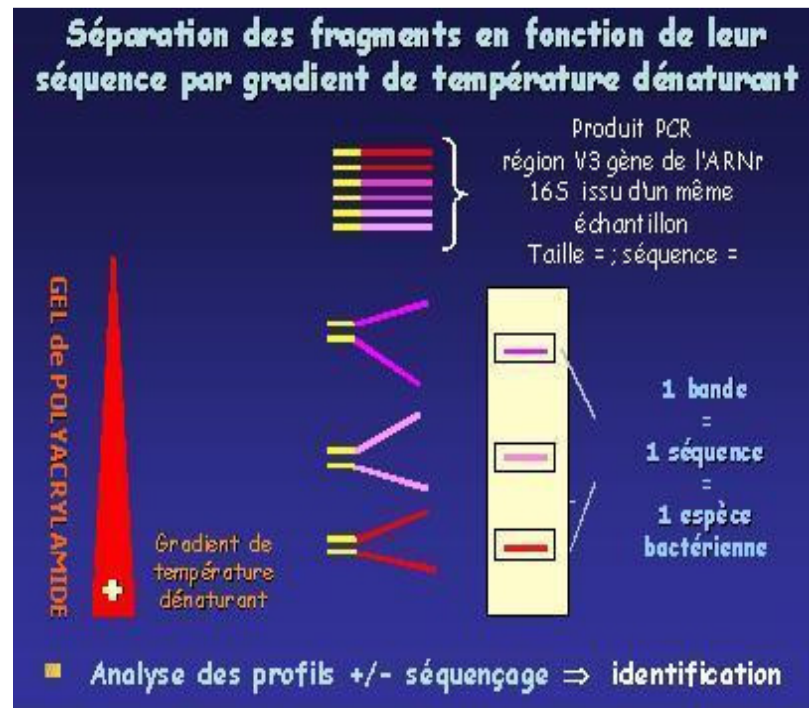 Séparation des fragments en fonction de leur
séquence par gradient de température dénaturant
Produit PCR
région V3 gène de l'ARNr
16S issu d'un même
échantillon
Taille = ; séquence =
GEL de POLYACRYLAMIDE
+
Gradient de
température
dénaturant
1 bande
=
1 séquence
=
1 espèce
bactérienne
Analyse des profils +/- séquençage ⇒ identification